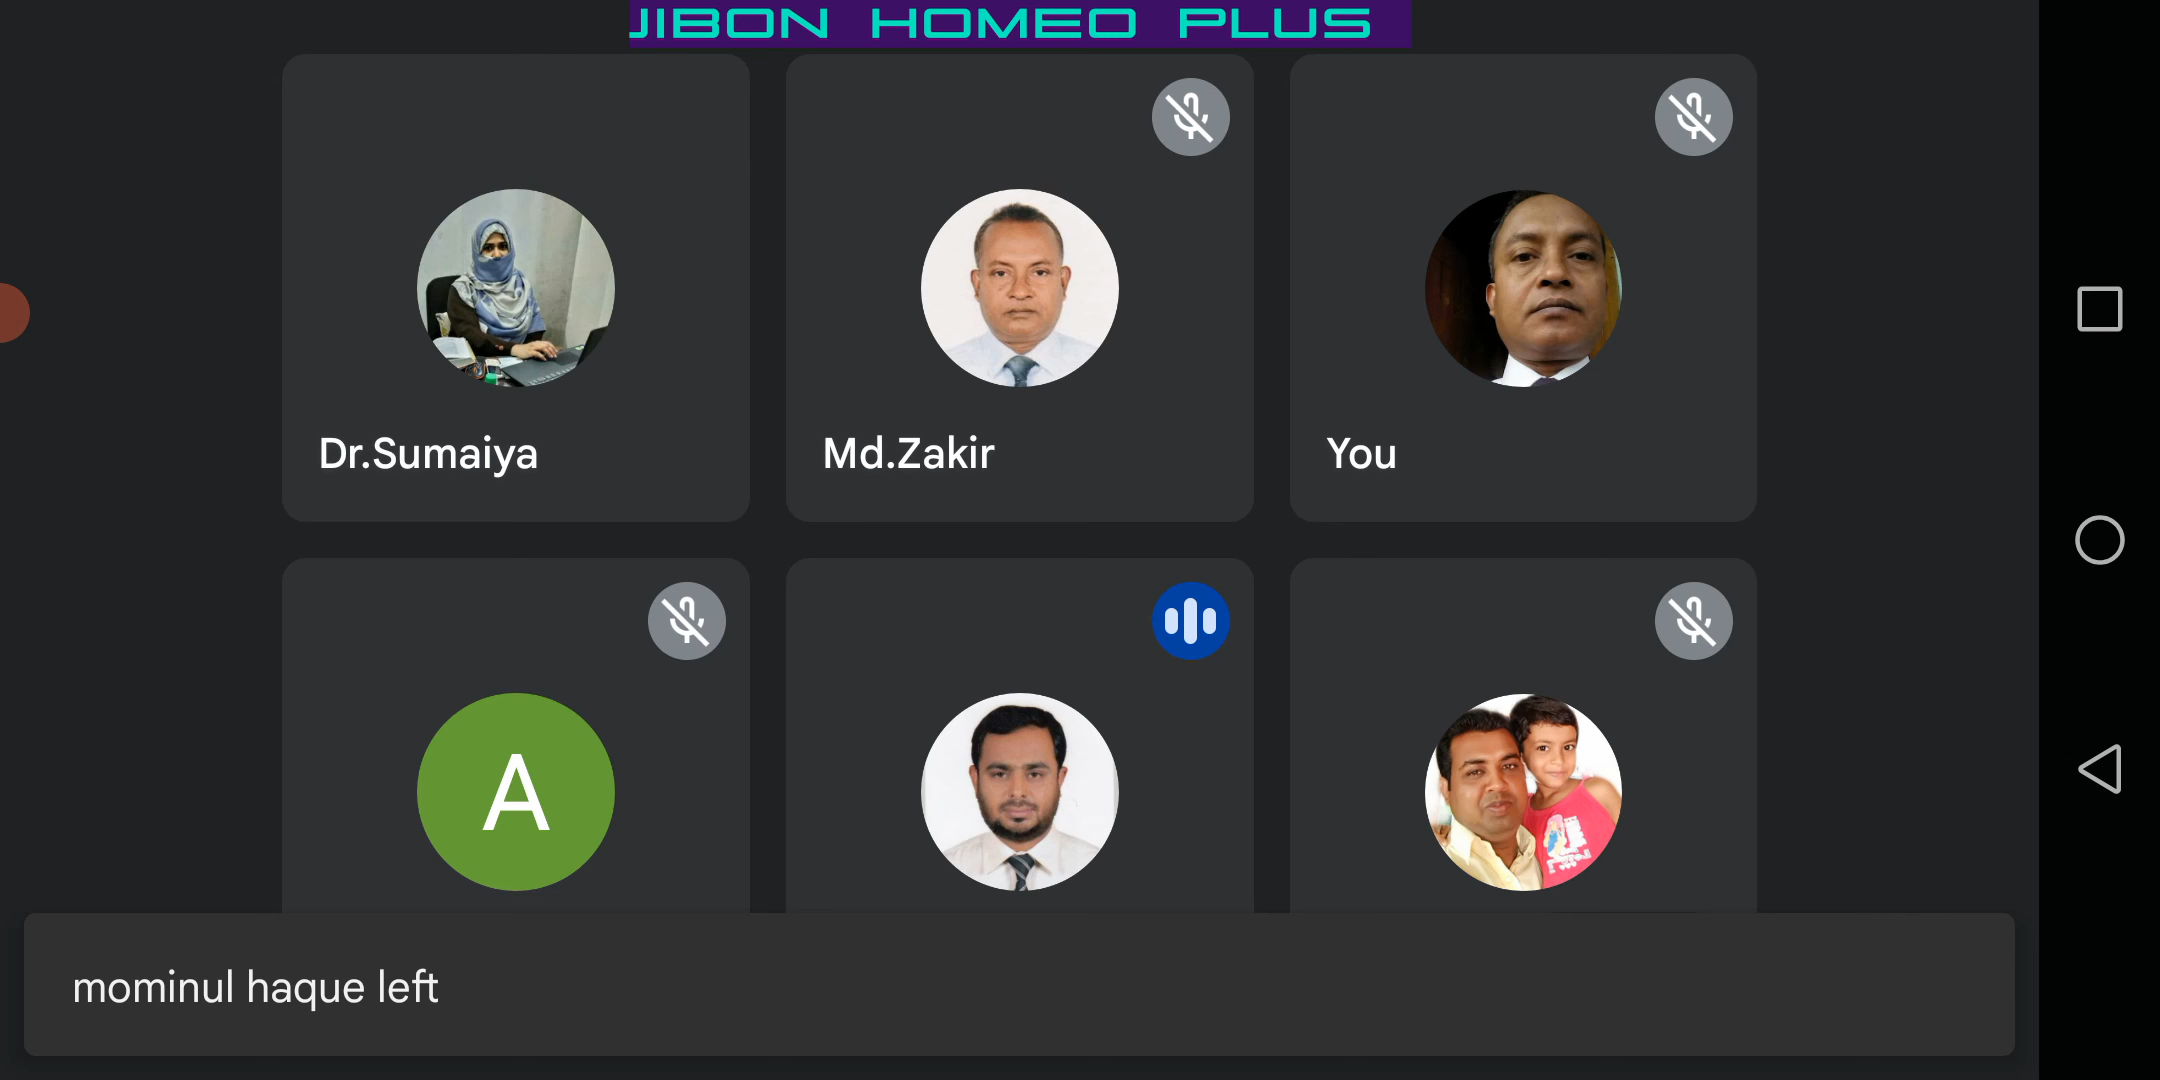 JIBON HOMEO PLUS
Dr.Sumaiya
Md.Zakir
You
A
mominul haque left